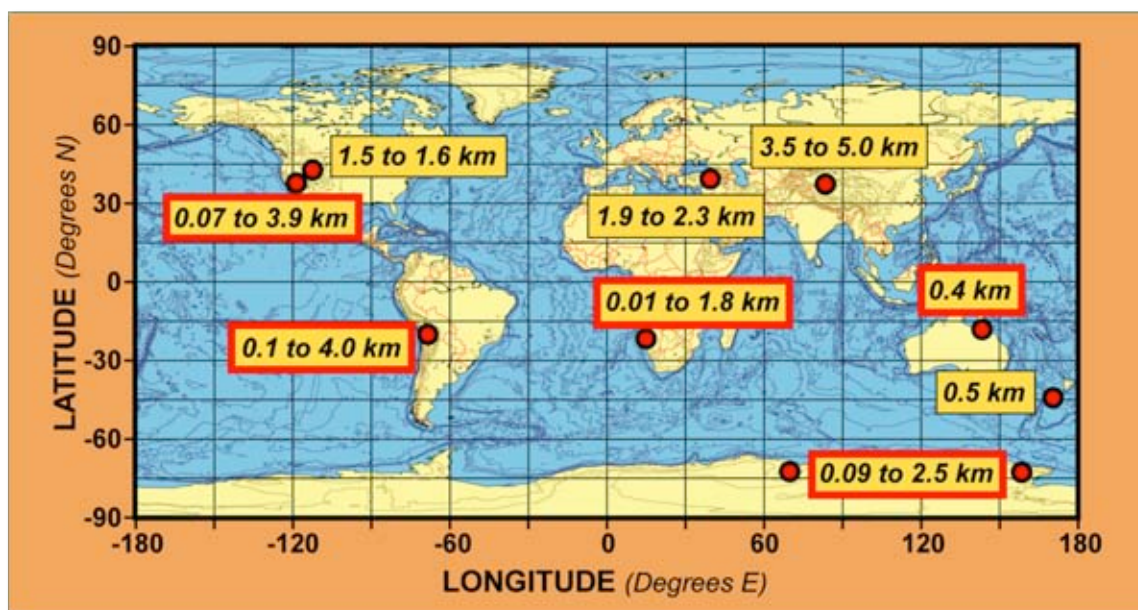 90
60
30
0
-30
-60
-90
LATITUDE (Degrees N)
1.5 to 1.6 km
3.5 to 5.0 km
0.07 to 3.9 km
1.9 to 2.3 km
0.01 to 1.8 km
0.4 km
0.1 to 4.0 km
0.5 km
0.09 to 2.5 km
-180
-120
-60
0
60
120
180
LONGITUDE (Degrees E)